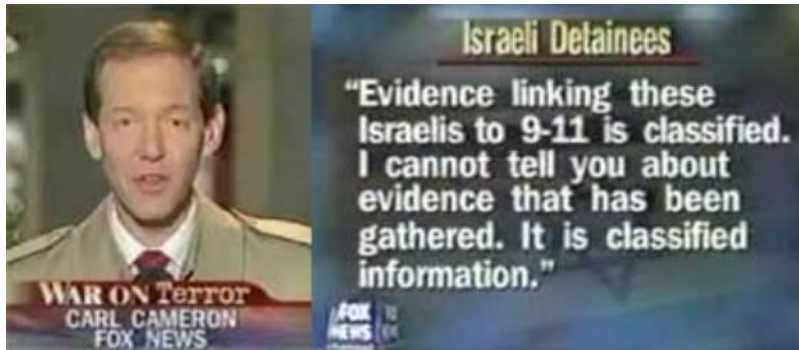 WAR ON Terror
CARL CAMERON
FOX NEWS
Israeli Detainees
“Evidence linking these
Israelis to 9-11 is classified.
I cannot tell you about
evidence that has been
gathered. It is classified
information.”
FOX
NEWS